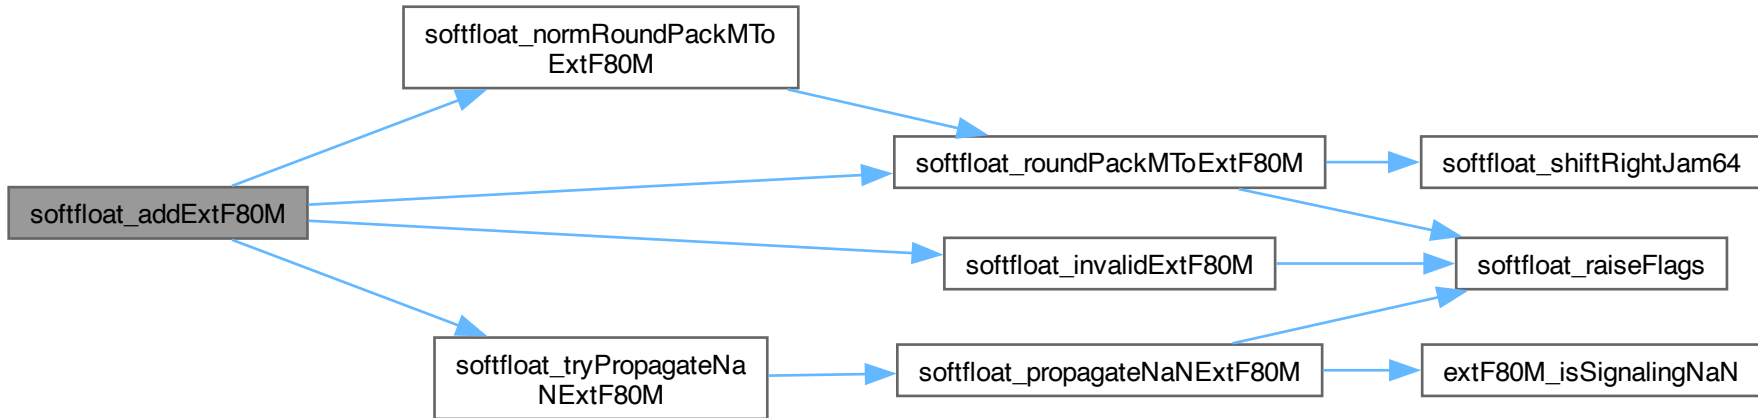 softfloat_normRoundPackMTo
ExtF80M
softfloat_roundPackMToExtF80M
softfloat_shiftRightJam64
softfloat_addExtF80M
softfloat_invalidExtF80M
softfloat_raiseFlags
softfloat_tryPropagateNa
NExtF80M
softfloat_propagateNaNExtF80M
extF80M_isSignalingNaN